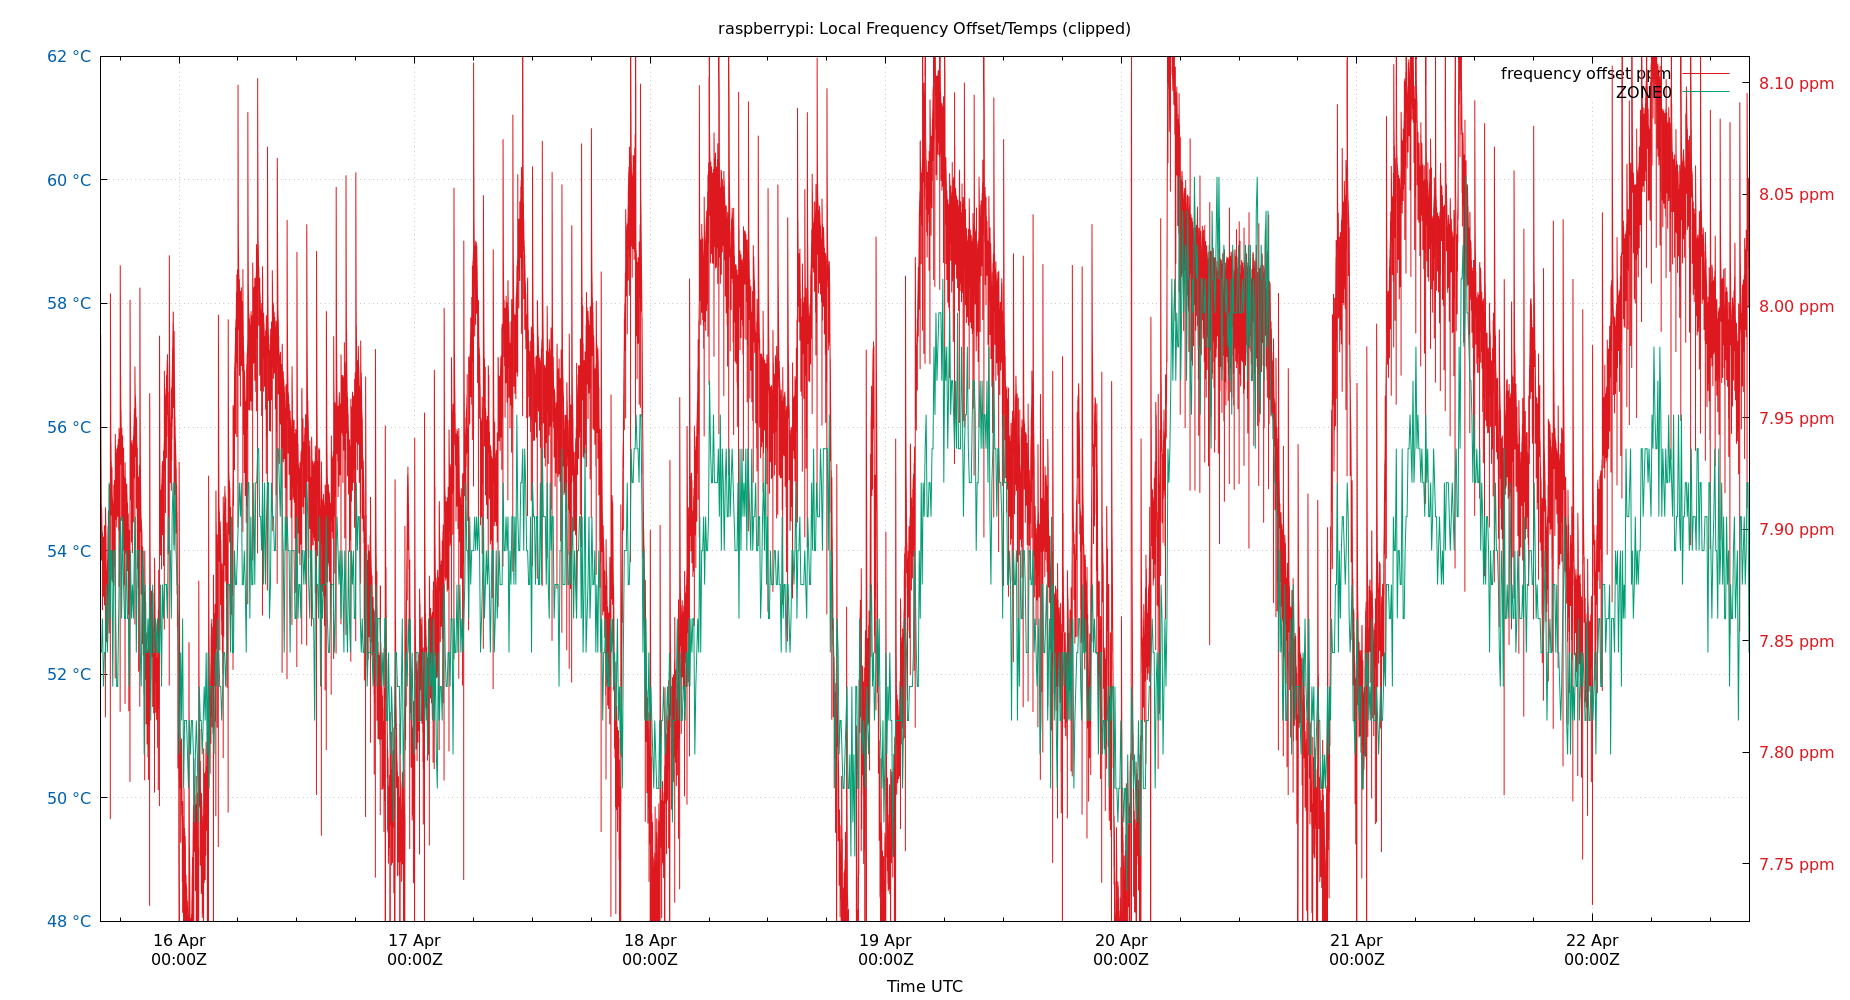 raspberrypi: Local Frequency Offset/Temps (clipped)
62 °C
60 °C
58 °C
56 °C
54 °C
52 °C
50 °C
48 °C
frequency offset ppm
ZONE0
8.10 ppm
8.05 ppm
8.00 ppm
7.95 ppm
7.90 ppm
7.85 ppm
7.80 ppm
7.75 ppm
16 Apr
00:00Z
17 Apr
00:00Z
18 Apr
00:00Z
19 Apr
00:00Z
20 Apr
00:00Z
21 Apr
00:00Z
22 Apr
00:00Z
Time UTC